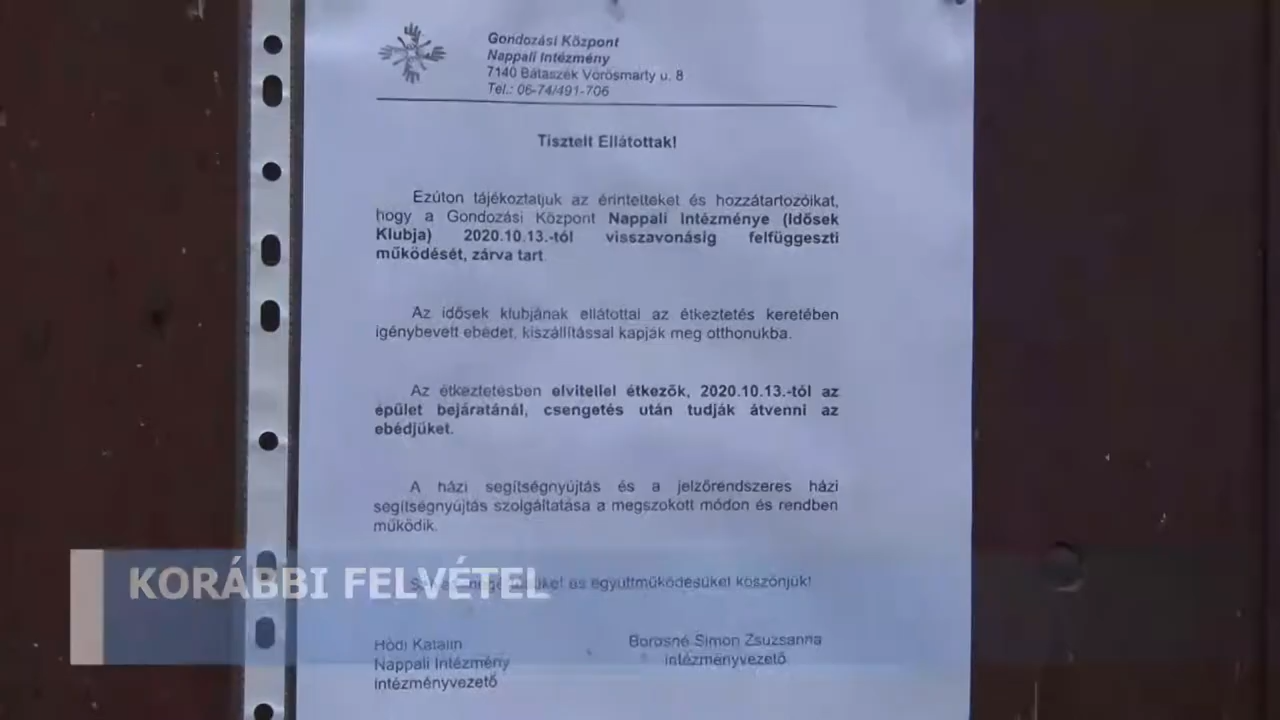 Gondozási Központ
Nappali Intézmény
7140 Bátaszék Vörösmarty u. 8
Tel.: 06-74/491-706
Tisztelt Ellátottak!
Ezúton tájékoztatjuk az érintetteket és hozzátartozóikat,
hogy a Gondozási Központ Nappali Intézménye (Idősek
Klubja) 2020.10.13.-tól visszavonásig felfüggeszti
működését, zárva tart
Az idősek klubjának ellátottai az étkeztetés keretében
igénybevett ebédet, kiszállítással kapják meg otthonukba.
Az étkeztetésben elvitellel étkezők, 2020.10.13.-tól az
épület bejáratánál, csengetés után tudják átvenni az
ebédjüket.
A házi segítségnyújtás és a jelzőrendszeres házi
segítségnyújtás szolgáltatása a megszokott módon és rendben
működik.
és együttműködésüket köszönjük!
KORÁBBI FELVÉTEL
Hódi Katalin
Nappali Intézmény
intézményvezető
Borosné Simon Zsuzsanna
intézményvezető